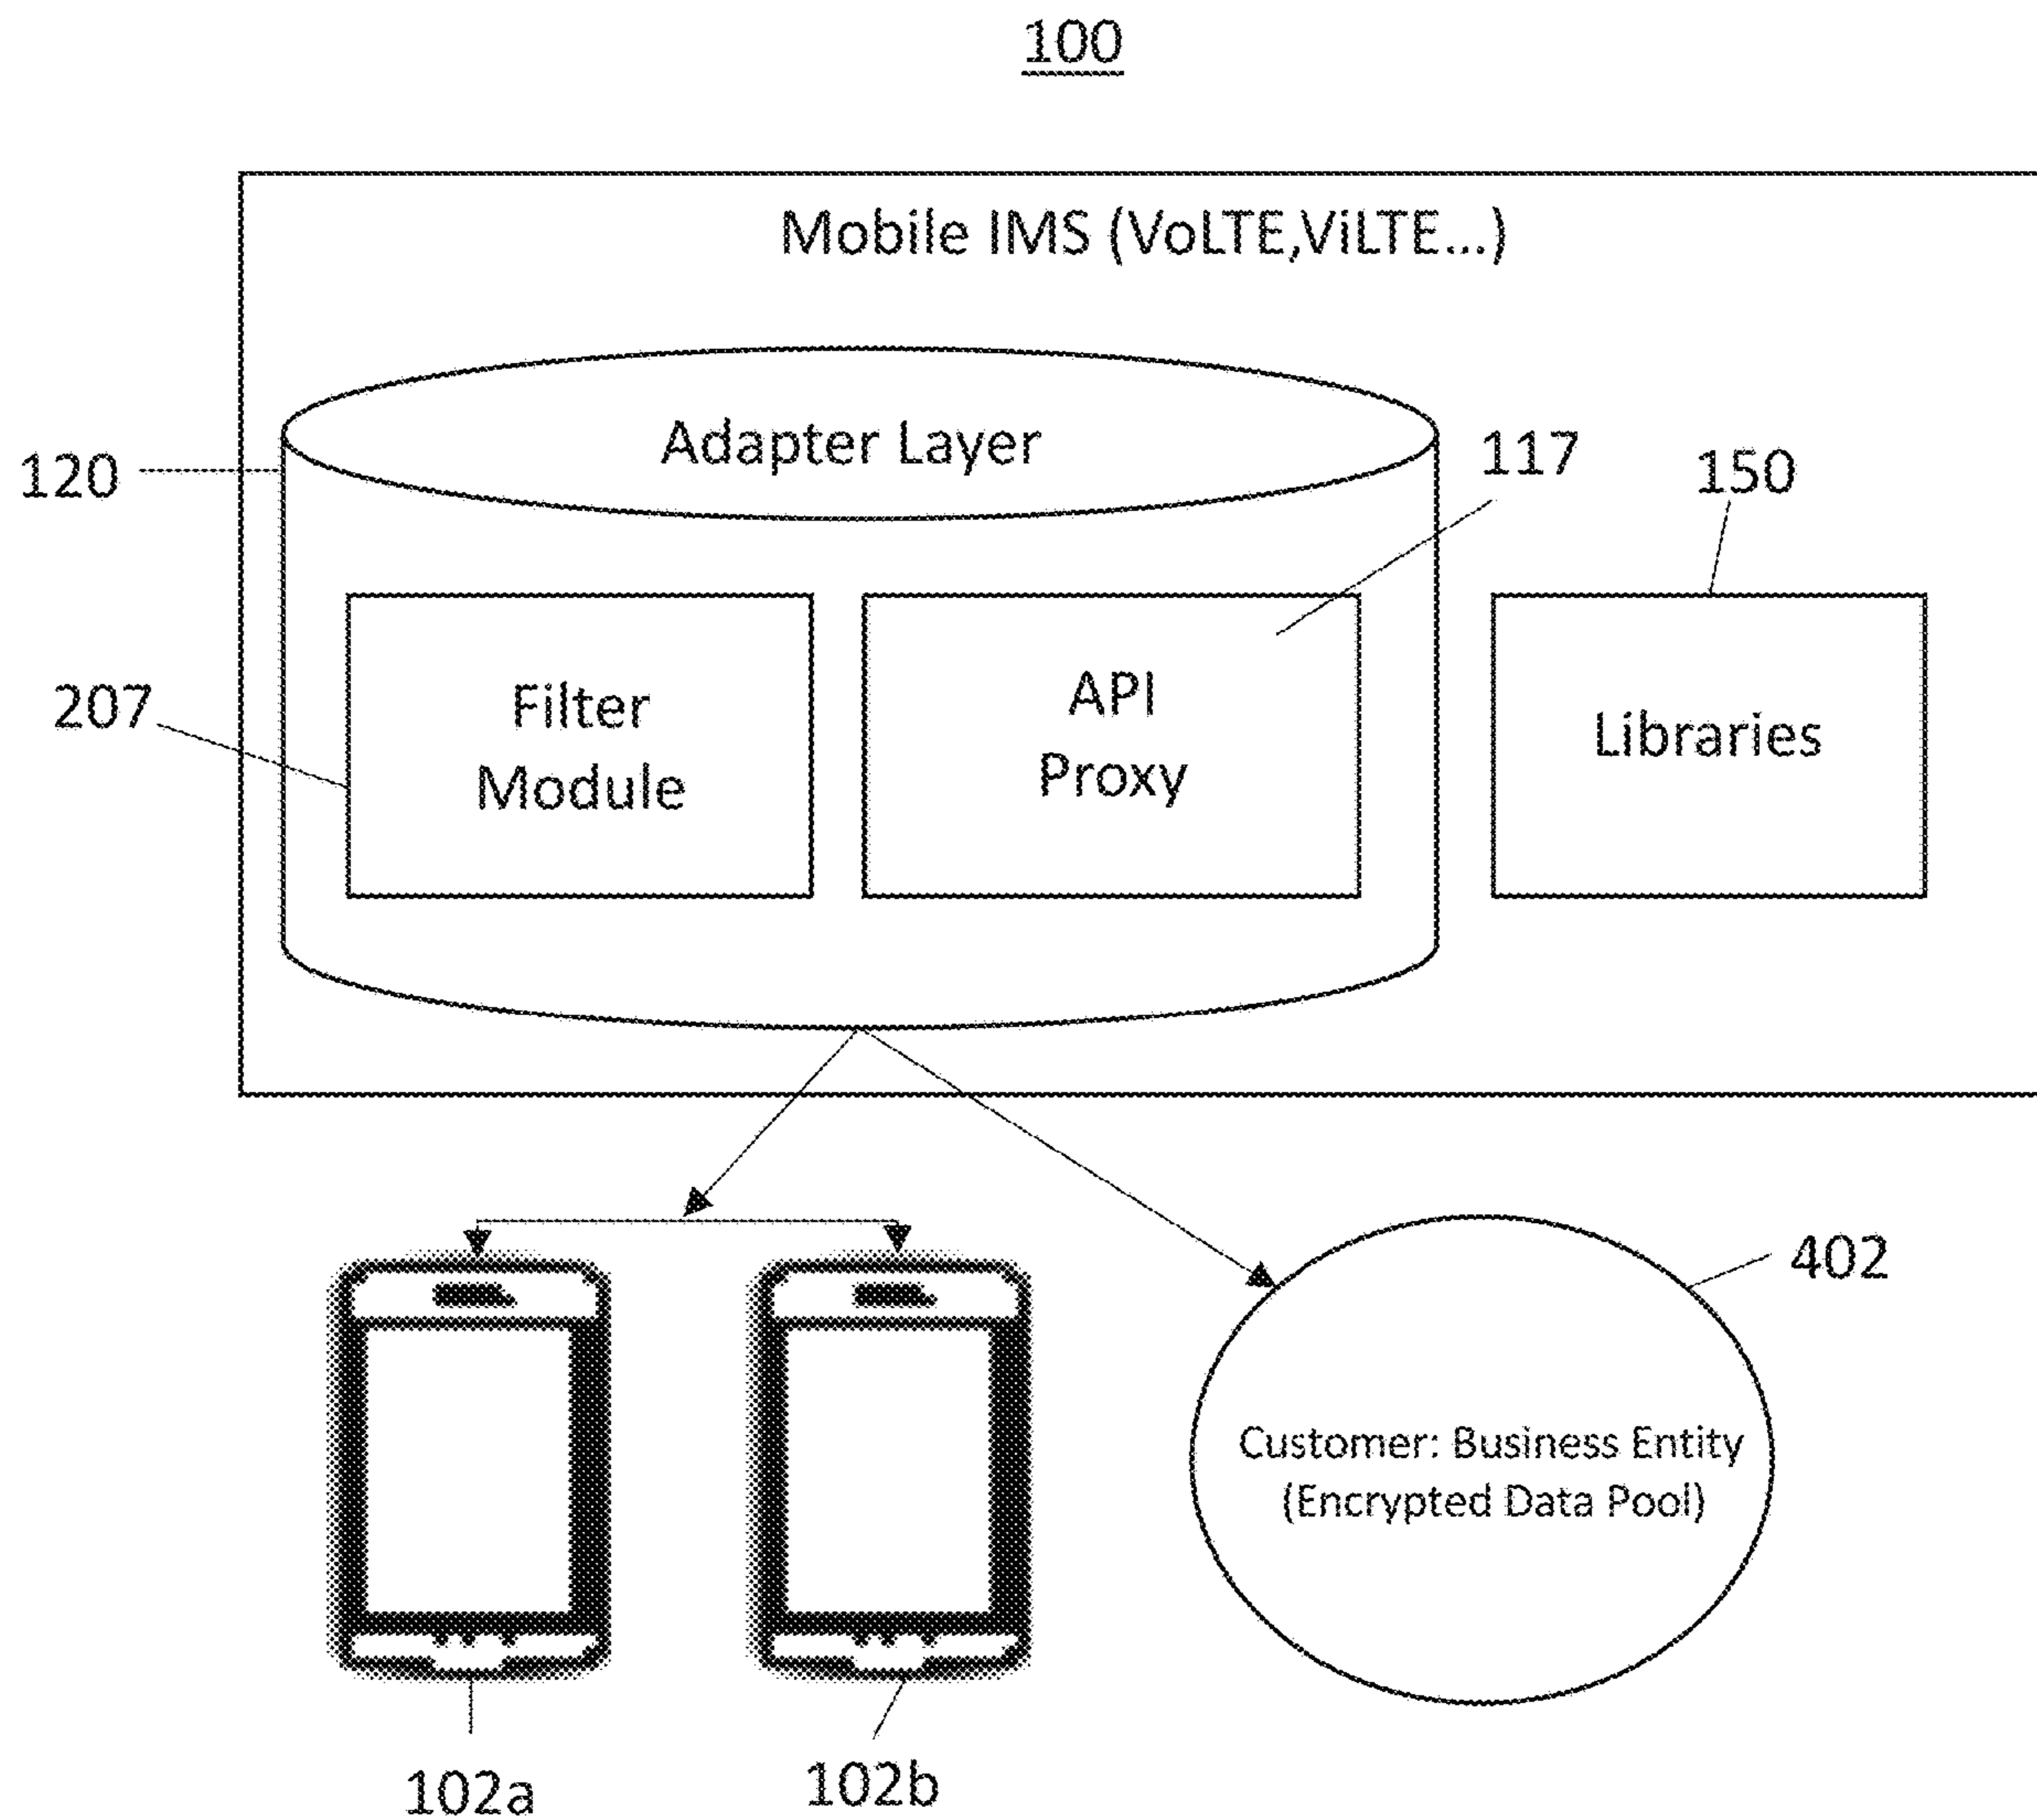 100
Mobile IMS (VoLTE,ViLTE...)
Adapter Layer
120
117
150
207
Filter
Module
API
Proxy
Libraries
402
Customer: Business Entity
(Encrypted Data Pool)
102a
102b